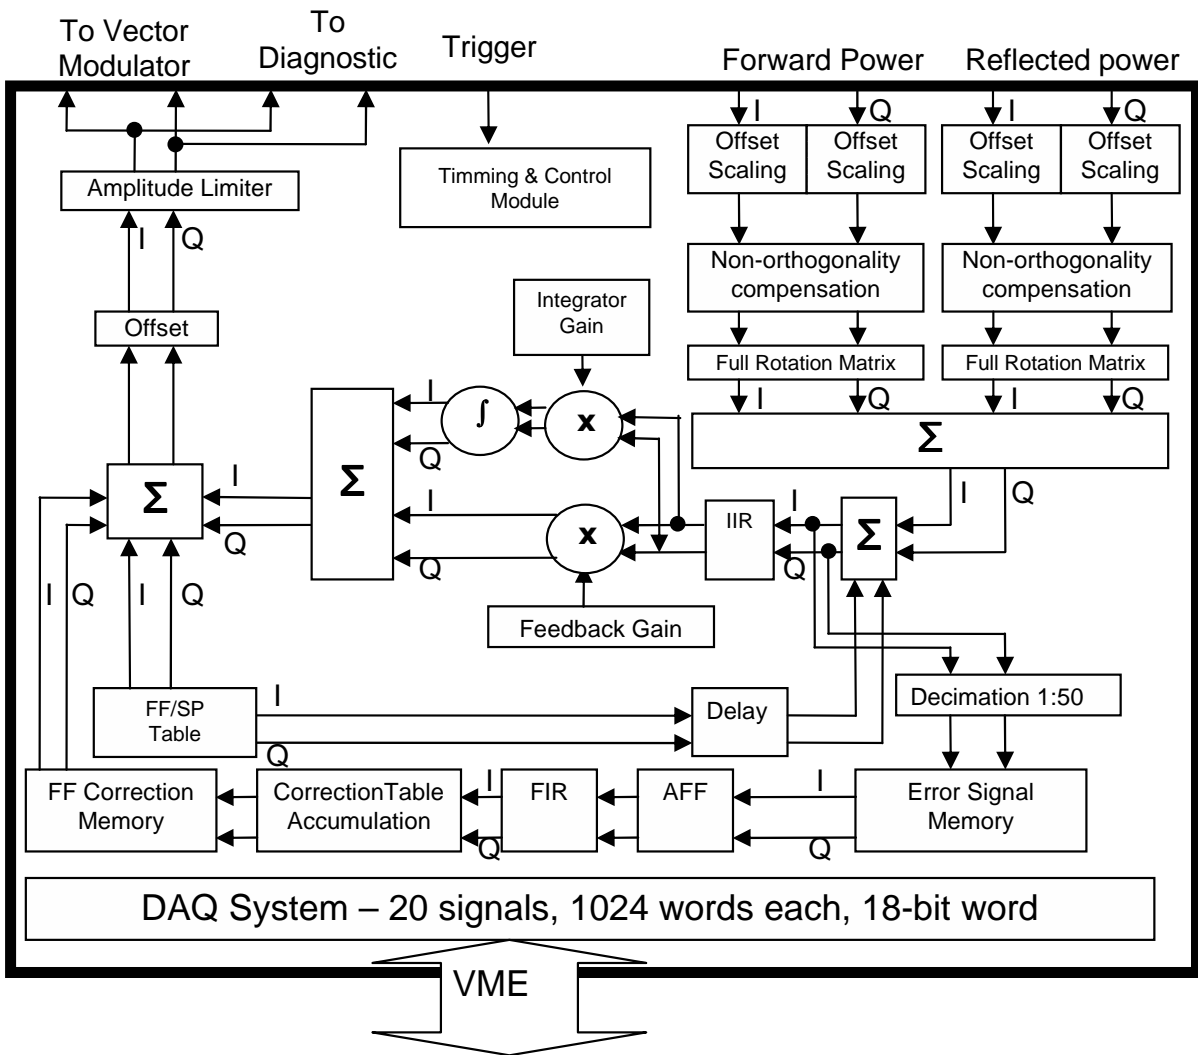 To Vector
Modulator
To
Diagnostic
Trigger
Forward Power
Reflected power
I
Q
I
Q
Offset
Scaling
Offset
Scaling
Offset
Scaling
Offset
Scaling
Amplitude Limiter
Timming & Control
Module
I
Q
Non-orthogonality
compensation
Non-orthogonality
compensation
Integrator
Gain
Offset
Full Rotation Matrix
Full Rotation Matrix
I
Q
I
Q
I
Q
∫
x
Σ
Σ
Σ
I
Q
I
Q
x
IIR
I
Q
Σ
I
Q
Feedback Gain
I
Q
I
Q
FF/SP
Table
I
Q
Delay
Decimation 1:50
FF Correction
Memory
CorrectionTable
Accumulation
I
Q
FIR
AFF
I
Q
Error Signal
Memory
DAQ System – 20 signals, 1024 words each, 18-bit word
VME